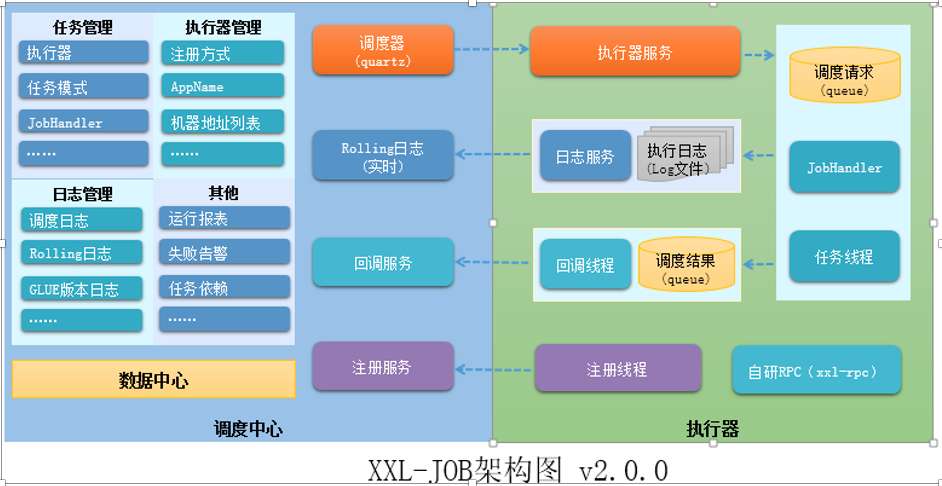 任务管理
执行器
任务模式
JobHandler
……
执行器管理
注册方式
AppName
机器地址列表
……
日志管理
调度日志
Rolling日志
GLUE版本日志
……
其他
运行报表
失败告警
任务依赖
……
数据中心
调度器
(quartz)
Rolling日志
(实时)
回调服务
注册服务
调度中心
执行器服务
日志服务
执行日志
(Log文件)
回调线程
调度结果
(queue)
注册线程
调度请求
(queue)
JobHandler
任务线程
自研RPC（xxl-rpc）
执行器
XXL-JOB架构图 v2.0.0